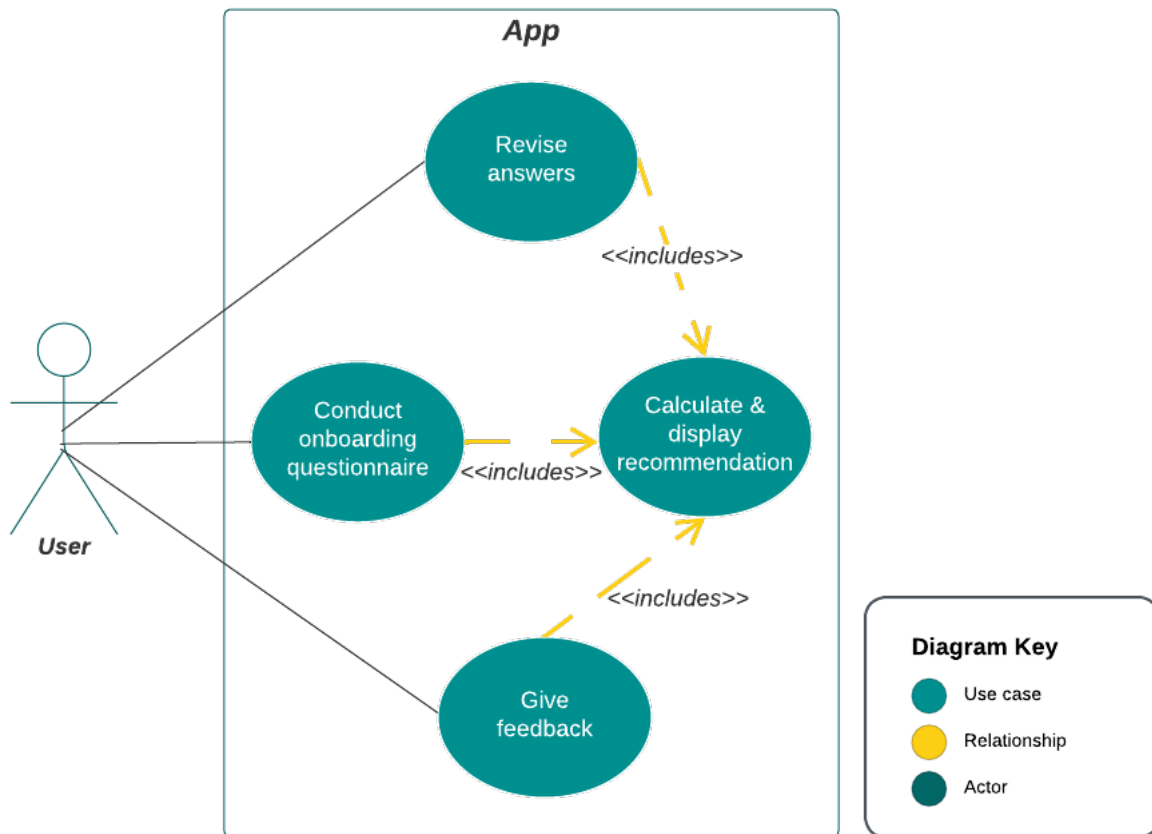 App
Revise
answers
<<includes>>
Conduct
onboarding
questionnaire
<<includes>>
Calculate &
display
recommendation
User
<<includes>>
Give
feedback
Diagram Key
Use case
Relationship
Actor